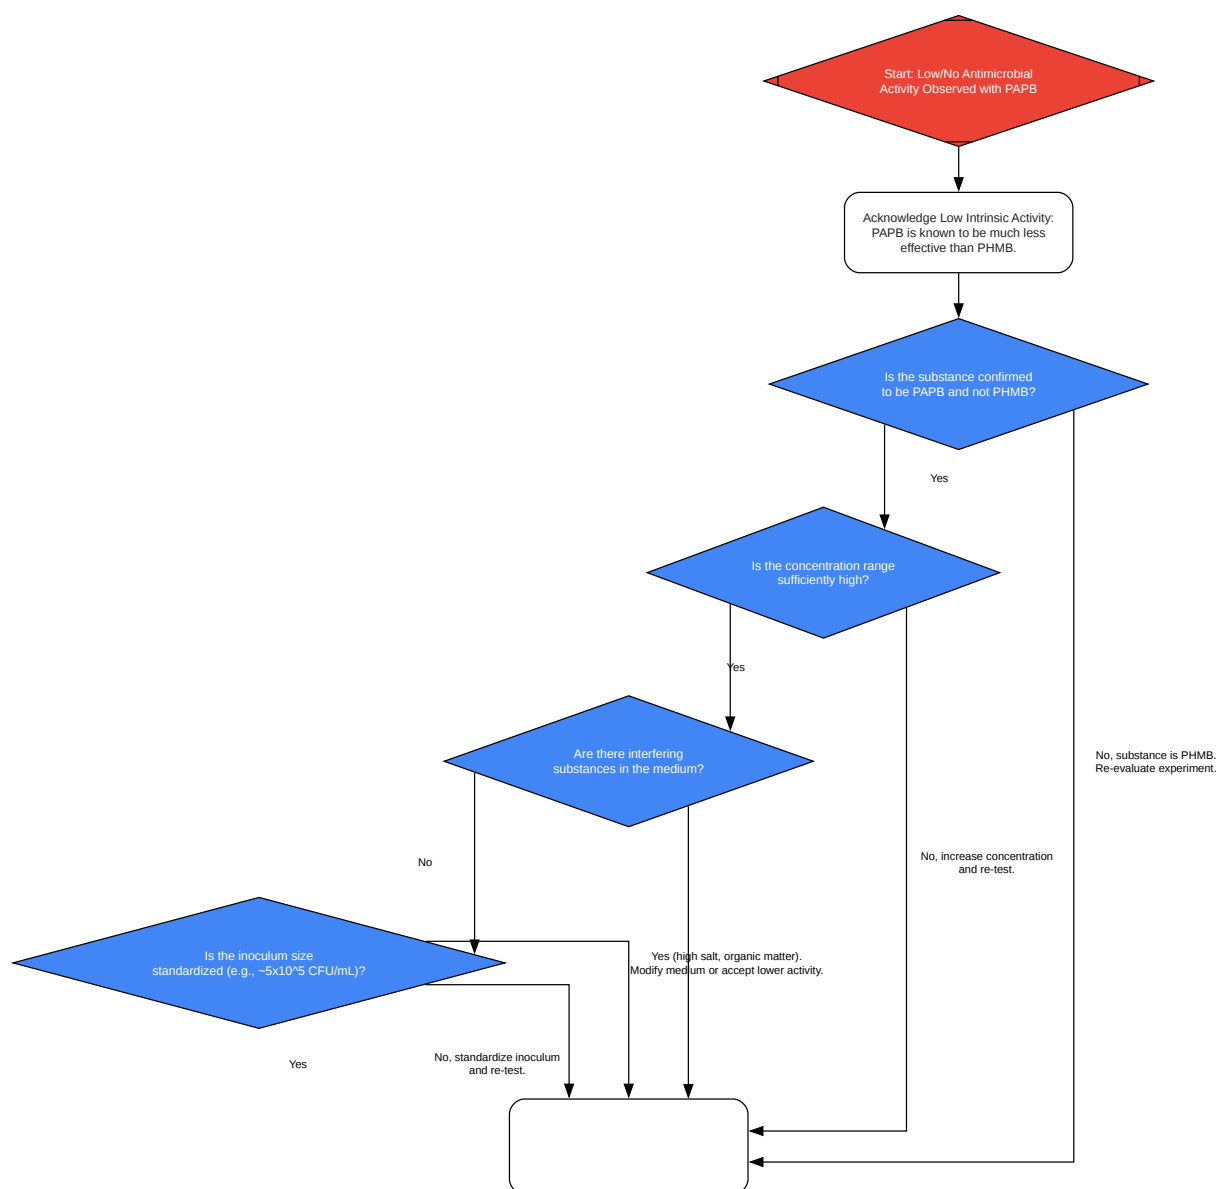 Start: Low/No Antimicrobial
Activity Observed with PAPB
Acknowledge Low Intrinsic Activity:
PAPB is known to be much less
effective than PHMB.
Is the substance confirmed
to be PAPB and not PHMB?
Yes
Is the concentration range
sufficiently high?
Yes
Are there interfering
substances in the medium?
No, substance is PHMB.
Re-evaluate experiment.
No
No, increase concentration
and re-test.
Is the inoculum size
standardized (e.g., ~5x10^5 CFU/mL)?
Yes (high salt, organic matter).
Modify medium or accept lower activity.
Yes
No, standardize inoculum
and re-test.